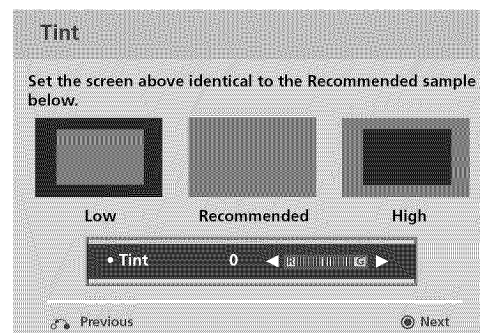 Tint
Set the screen above identical to the Recommended sample
below.
Low Recommended High
• Tint 0 ◀ R G ▶
Previous Next